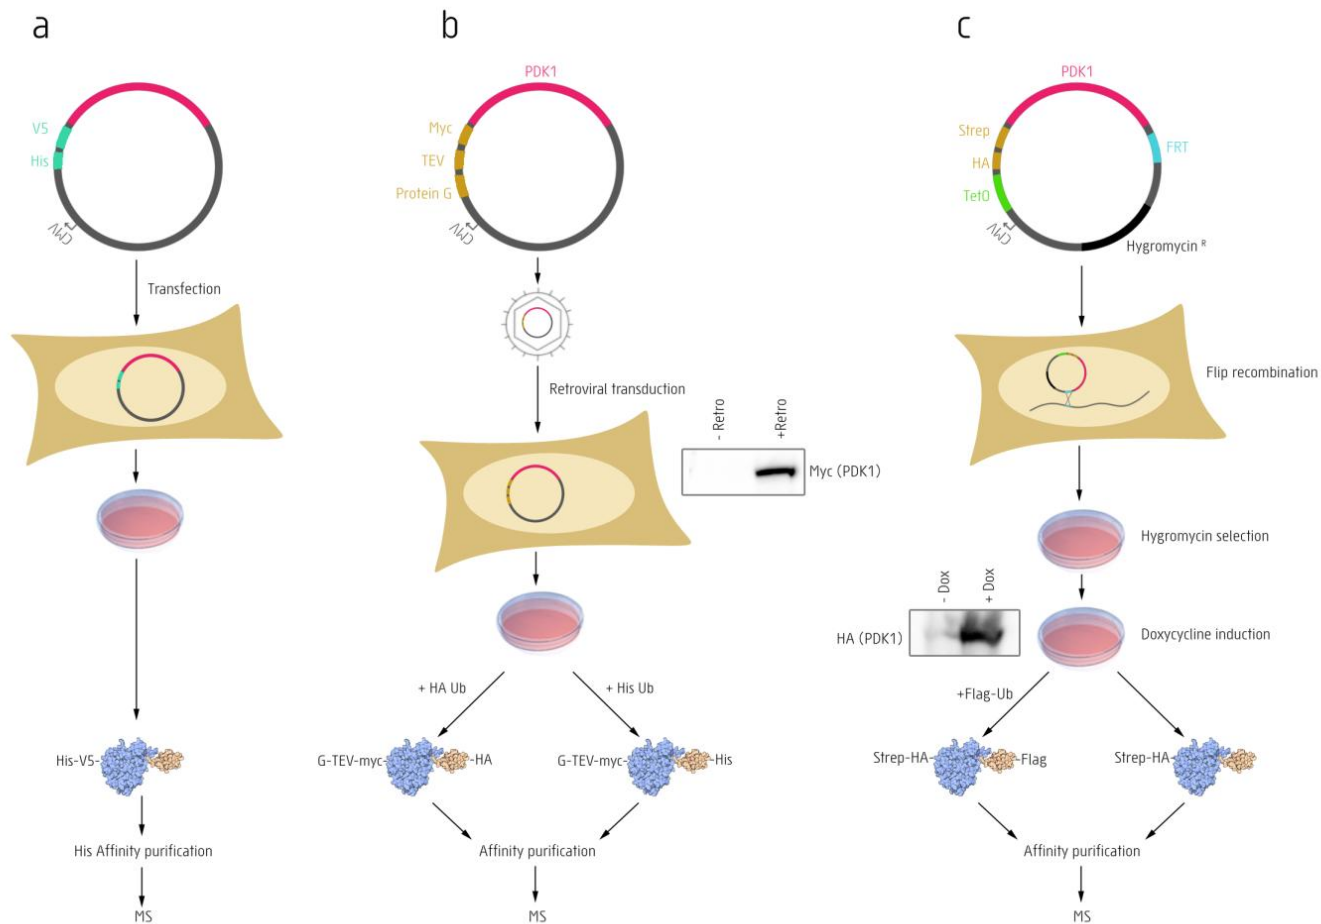 a
V5
His
CMV
Transfection
His-V5-
His Affinity purification
MS
b
PDK1
Myc
TEV
Protein G
CMV
Retroviral transduction
- Retro
+Retro
Myc (PDK1)
+ HA Ub
+ His Ub
G-TEV-myc-
-HA
G-TEV-myc-
-His
Affinity purification
MS
c
PDK1
Strep
FRT
HA
TetO
CMV
Hygromycin R
Flip recombination
Hygromycin selection
- Dox
+ Dox
HA (PDK1)
Doxycycline induction
+Flag-Ub
Strep-HA-
-Flag
Strep-HA-
Affinity purification
MS